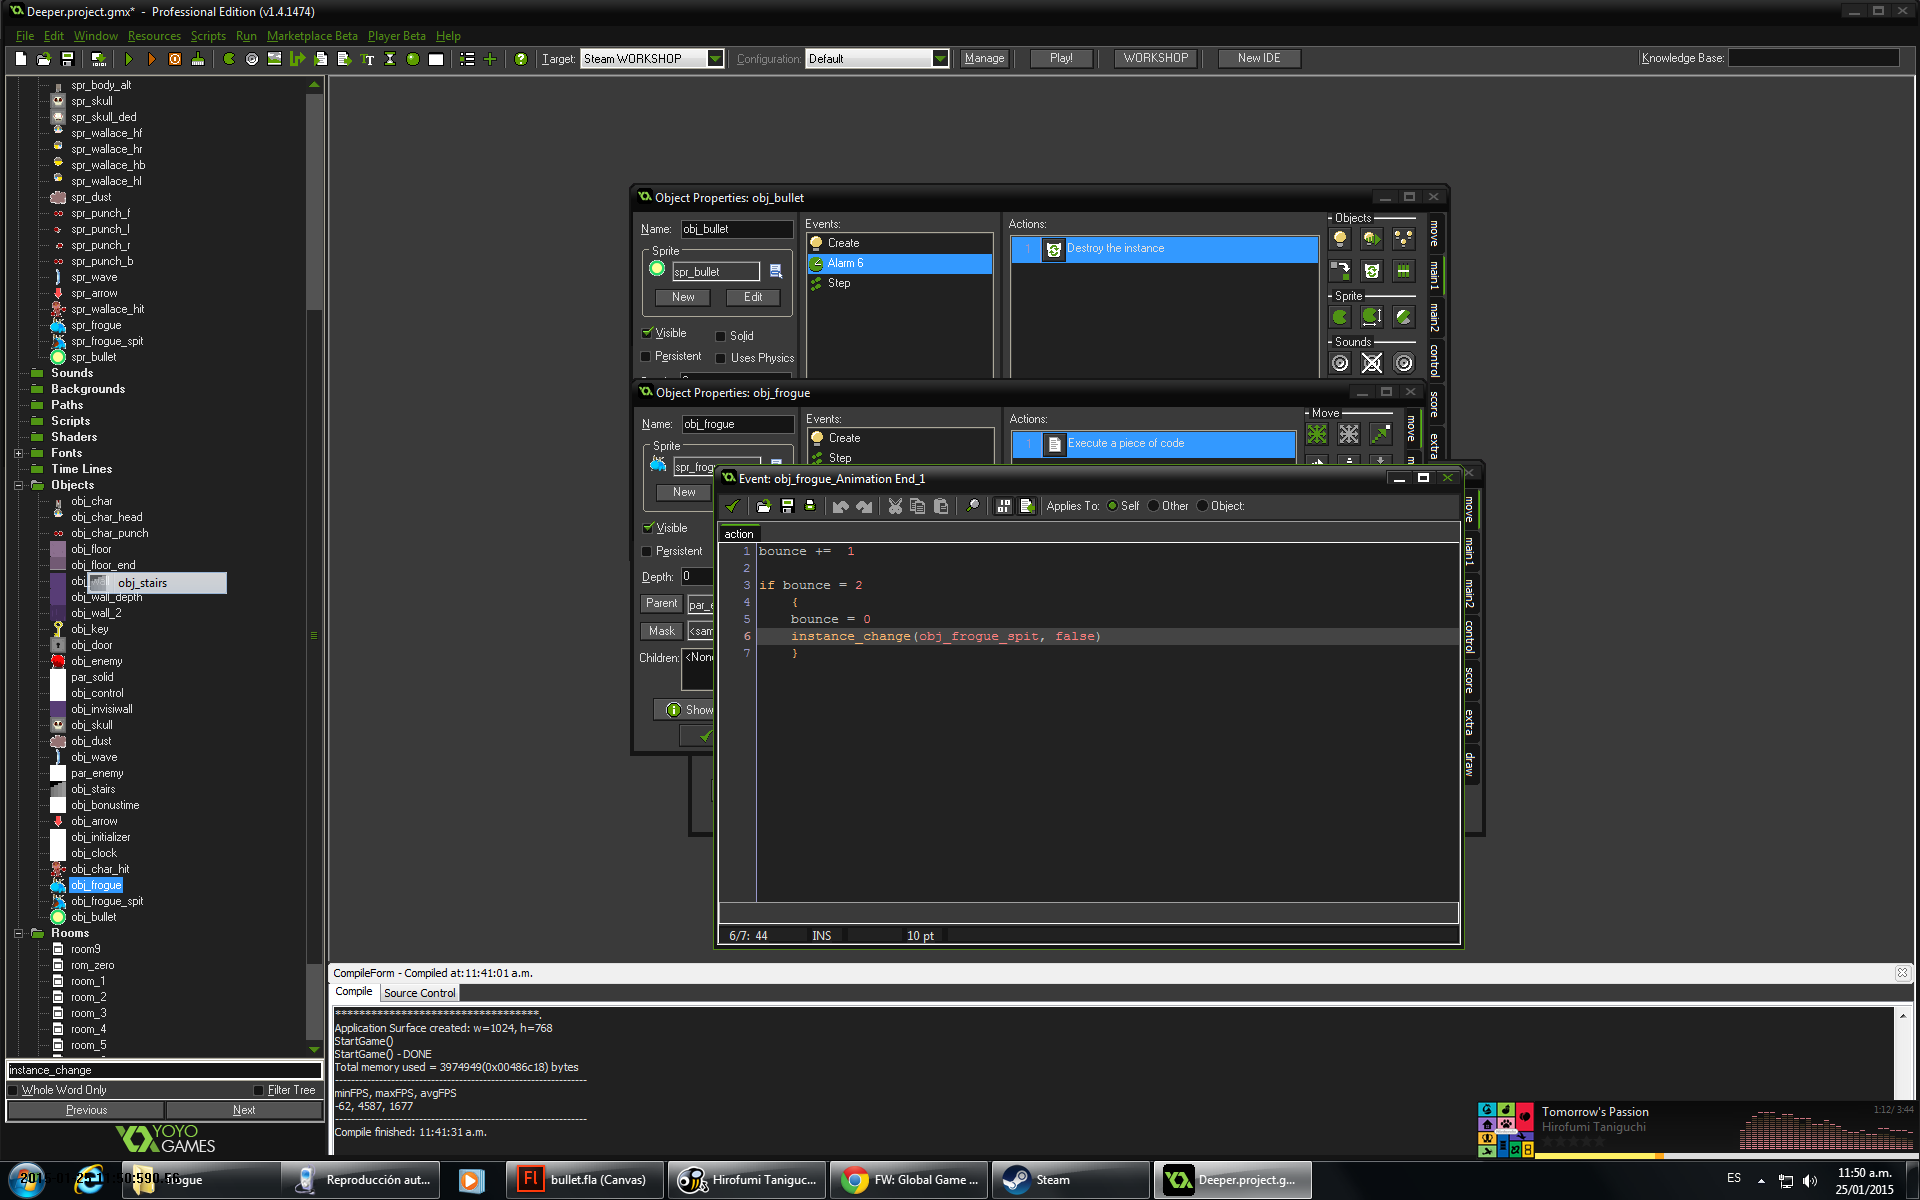 Deeper.project.gmx* - Professional Edition (v1.4.1474)
File Edit Window Resources Scripts Run Marketplace Beta Player Beta Help
Target: Steam WORKSHOP Configuration: Default Manage Play! WORKSHOP New IDE Knowledge Base:
spr_body_alt
spr_skull
spr_skull_ded
spr_wallace_hf
spr_wallace_hr
spr_wallace_hb
spr_wallace_hl
spr_dust
spr_punch_f
spr_punch_l
spr_punch_r
spr_punch_b
spr_wave
spr_arrow
spr_wallace_hit
spr_frogue
spr_frogue_spit
spr_bullet
Sounds
Backgrounds
Paths
Scripts
Shaders
Fonts
Time Lines
Objects
obj_char
obj_char_head
obj_char_punch
obj_floor
obj_floor_end
obj_stairs
obj_wall_depth
obj_wall_2
obj_key
obj_door
obj_enemy
par_solid
obj_control
obj_invisiwall
obj_skull
obj_dust
obj_wave
par_enemy
obj_stairs
obj_bonustime
obj_arrow
obj_initializer
obj_clock
obj_char_hit
obj_frogue
obj_frogue_spit
obj_bullet
Rooms
room9
rom_zero
room_1
room_2
room_3
room_4
room_5
instance_change
Whole Word Only Filter Tree
Previous Next
YOYO
GAMES
Object Properties: obj_bullet
Name: obj_bullet
Sprite
spr_bullet
New Edit
Visible Solid
Persistent Uses Physics
Events:
Create
Alarm 6
Step
Actions:
1 Destroy the instance
Objects
Sprite
Sounds
move
main1
main2
control
score
extra
Object Properties: obj_frogue
Name: obj_frogue
Sprite
spr_frog
New
Visible
Persistent
Depth: 0
Parent par_e
Mask <sam
Children: <None
Show
Events:
Create
Step
Actions:
1 Execute a piece of code
Move
move
Event: obj_frogue_Animation End_1
Applies To: Self Other Object:
action
1 bounce += 1
2
3 if bounce = 2
4 {
5 bounce = 0
6 instance_change(obj_frogue_spit, false)
7 }
6/7: 44 INS 10 pt
move
main1
main2
control
score
extra
draw
CompileForm - Compiled at:11:41:01 a.m.
Compile Source Control
**********************************.
Application Surface created: w=1024, h=768
StartGame()
StartGame() - DONE
Total memory used = 3974949(0x00486c18) bytes
minFPS, maxFPS, avgFPS
-62, 4587, 1677
Compile finished: 11:41:31 a.m.
Tomorrow's Passion 1:12/3:44
Hirofumi Taniguchi
Reproducción aut...
bullet.fla (Canvas)
Hirofumi Taniguc...
FW: Global Game ...
Steam
Deeper.project.g...
ES
11:50 a.m.
25/01/2015